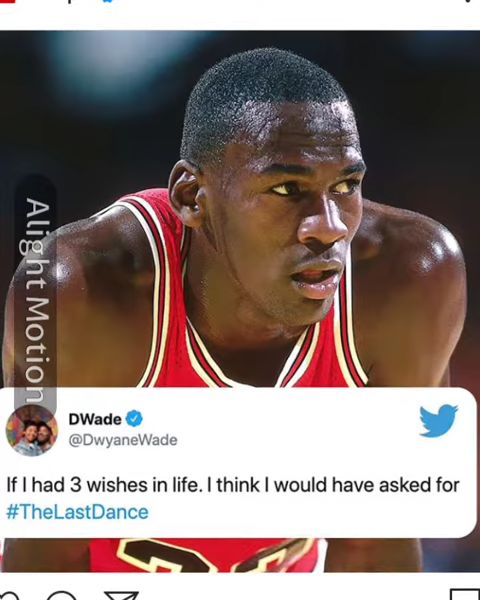 Alight Motion
DWade
@DwyaneWade
If I had 3 wishes in life. I think I would have asked for
#TheLastDance